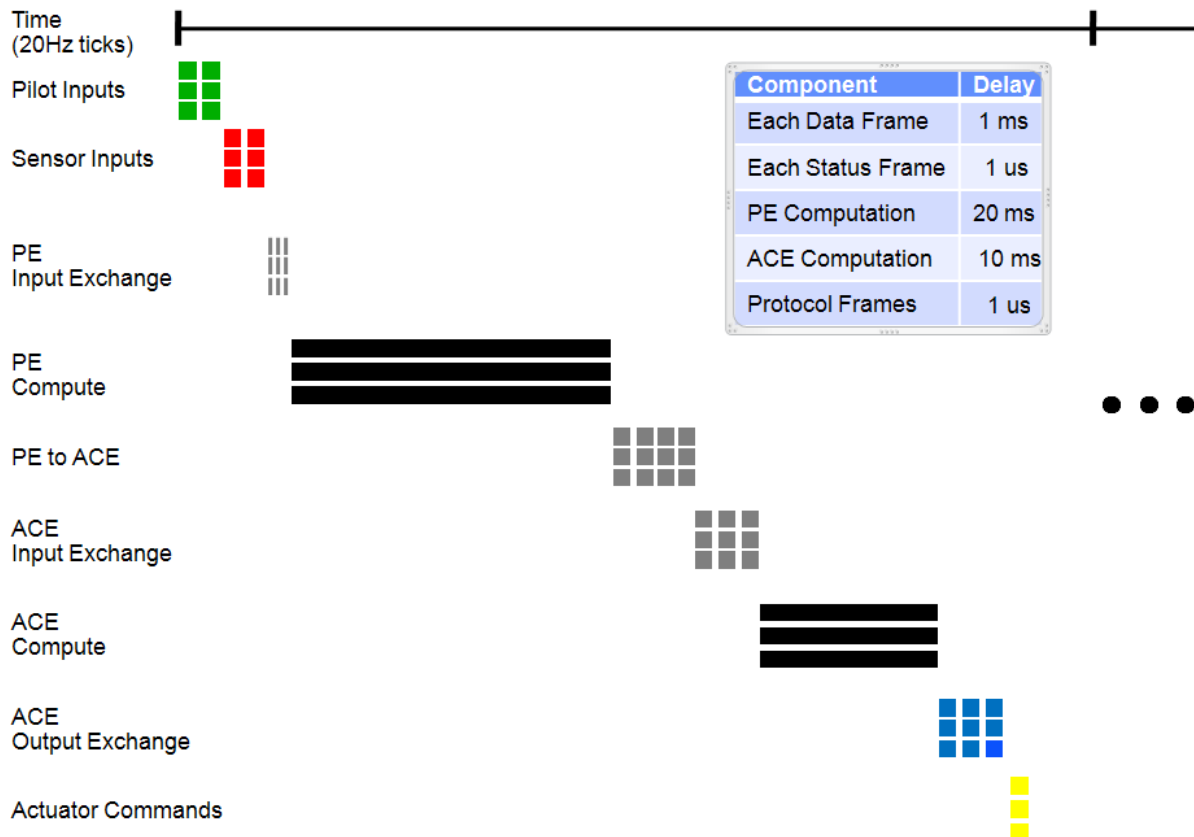 Time
(20Hz ticks)
Pilot Inputs
Sensor Inputs
PE
Input Exchange
PE
Compute
PE to ACE
ACE
Input Exchange
ACE
Compute
ACE
Output Exchange
Actuator Commands
Component Delay
Each Data Frame 1 ms
Each Status Frame 1 us
PE Computation 20 ms
ACE Computation 10 ms
Protocol Frames 1 us